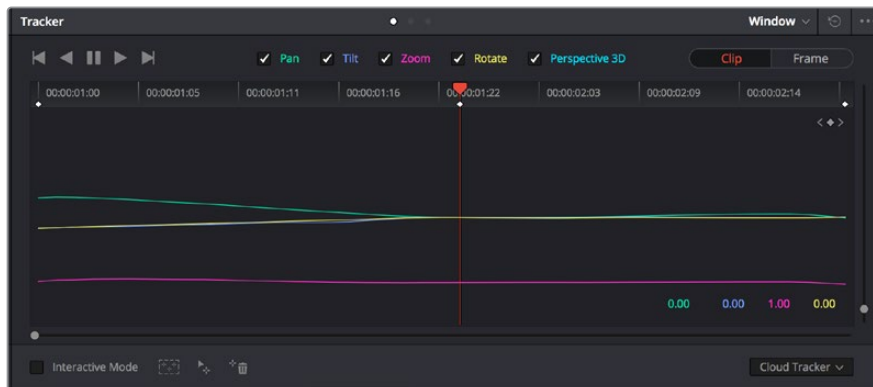 Tracker
Window
Pan Tilt Zoom Rotate Perspective 3D Clip Frame
00:00:01:00 00:00:01:05 00:00:01:11 00:00:01:16 00:00:01:22 00:00:02:03 00:00:02:09 00:00:02:14
0.00 0.00 1.00 0.00
Interactive Mode Cloud Tracker